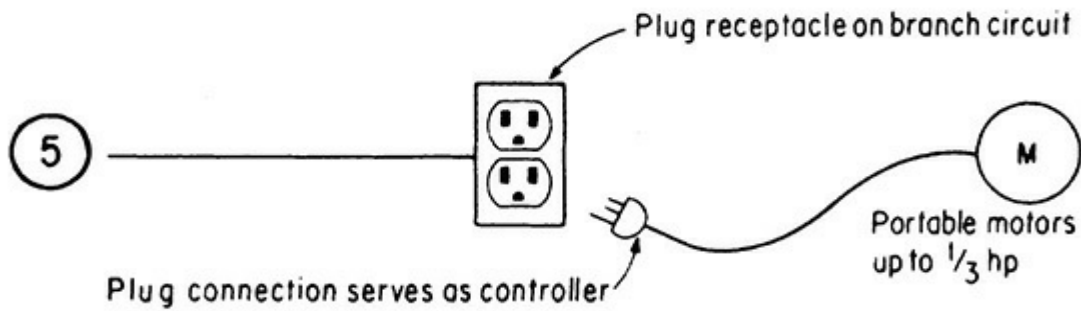 Plug receptacle on branch circuit
5
M
Portable motors
up to 1/3 hp
Plug connection serves as controller